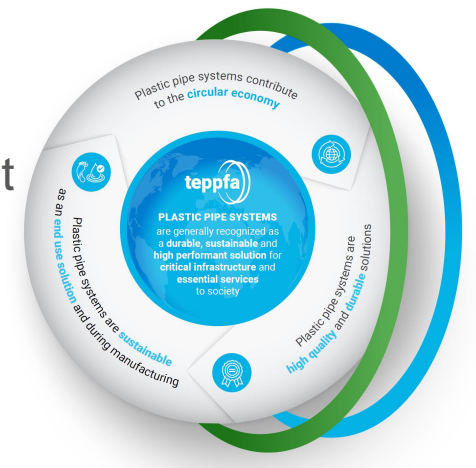 t
Plastic pipe systems contribute
to the circular economy
teppfa
PLASTIC PIPE SYSTEMS
are generally recognized as
a durable, sustainable and
high performant solution for
critical infrastructure and
essential services
to society
Plastic pipe systems are
high quality and durable solutions
Plastic pipe systems are sustainable
as an end use solution and during manufacturing